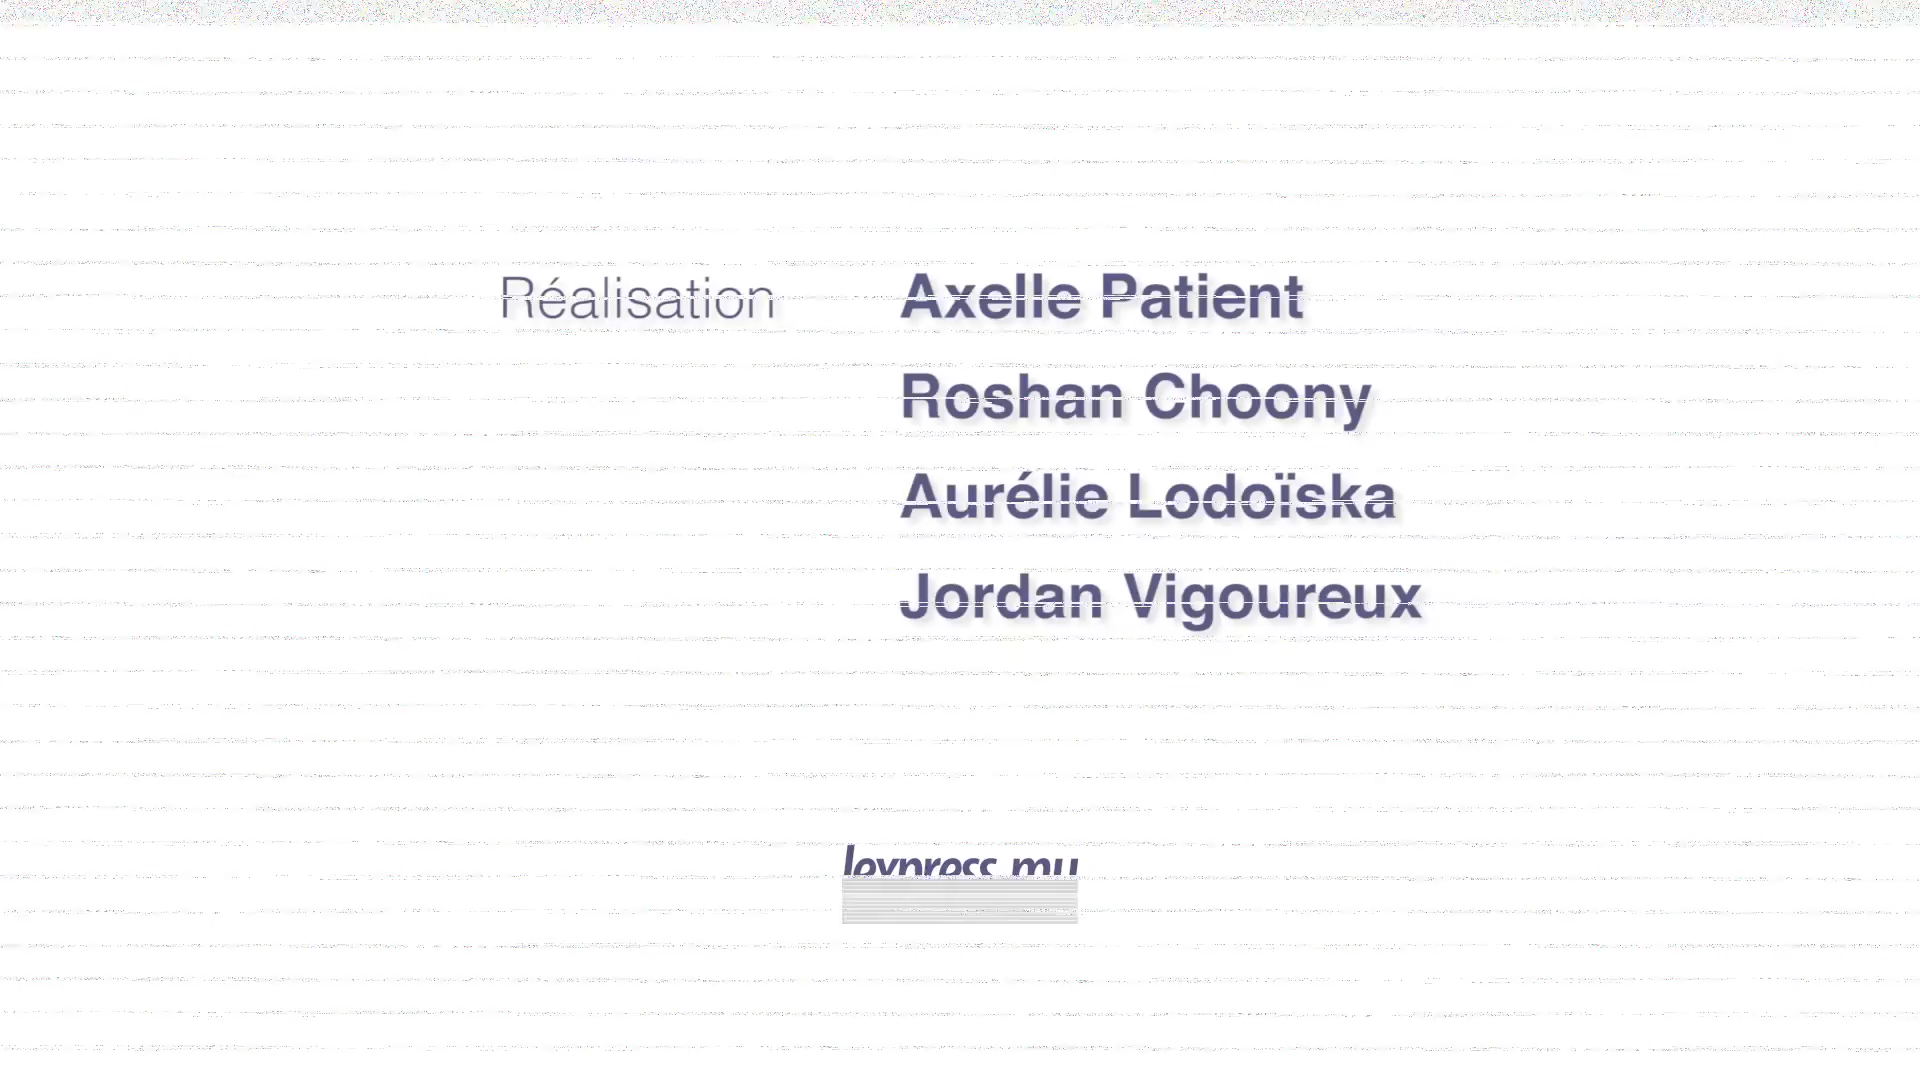 Réalisation Axelle Patient
Roshan Choony
Aurélie Lodoïska
Jordan Vigoureux